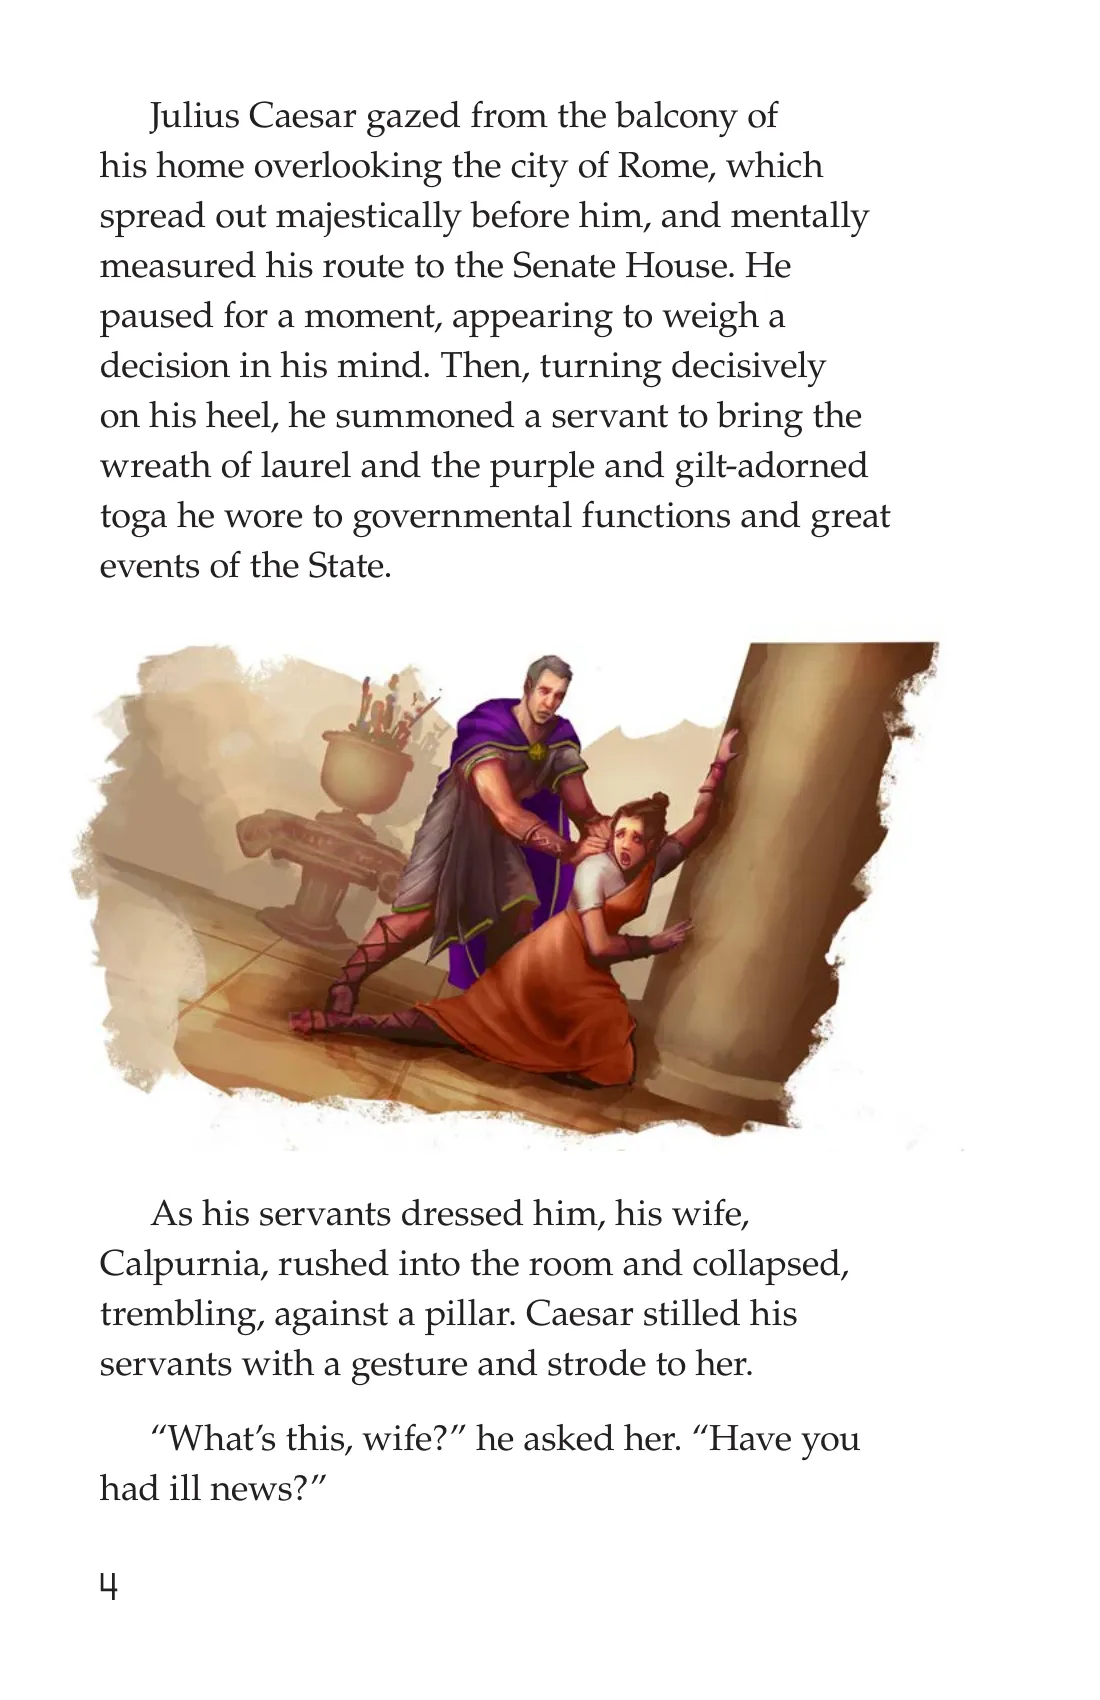 Julius Caesar gazed from the balcony of
his home overlooking the city of Rome, which
spread out majestically before him, and mentally
measured his route to the Senate House. He
paused for a moment, appearing to weigh a
decision in his mind. Then, turning decisively
on his heel, he summoned a servant to bring the
wreath of laurel and the purple and gilt-adorned
toga he wore to governmental functions and great
events of the State.
As his servants dressed him, his wife,
Calpurnia, rushed into the room and collapsed,
trembling, against a pillar. Caesar stilled his
servants with a gesture and strode to her.
“What’s this, wife?” he asked her. “Have you
had ill news?”
4